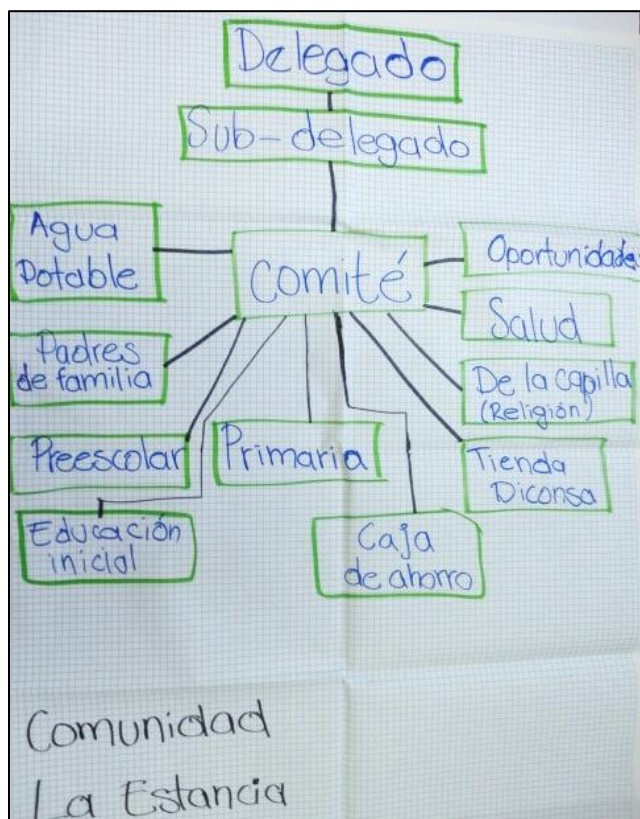 Delegado
Sub-delegado
Agua
Potable
Comité
Oportunidades
Salud
Padres
de familia
De la capilla
(Religión)
Preescolar
Primaria
Tienda
Diconsa
Educación
inicial
Caja
de ahorro
Comunidad
La Estancia